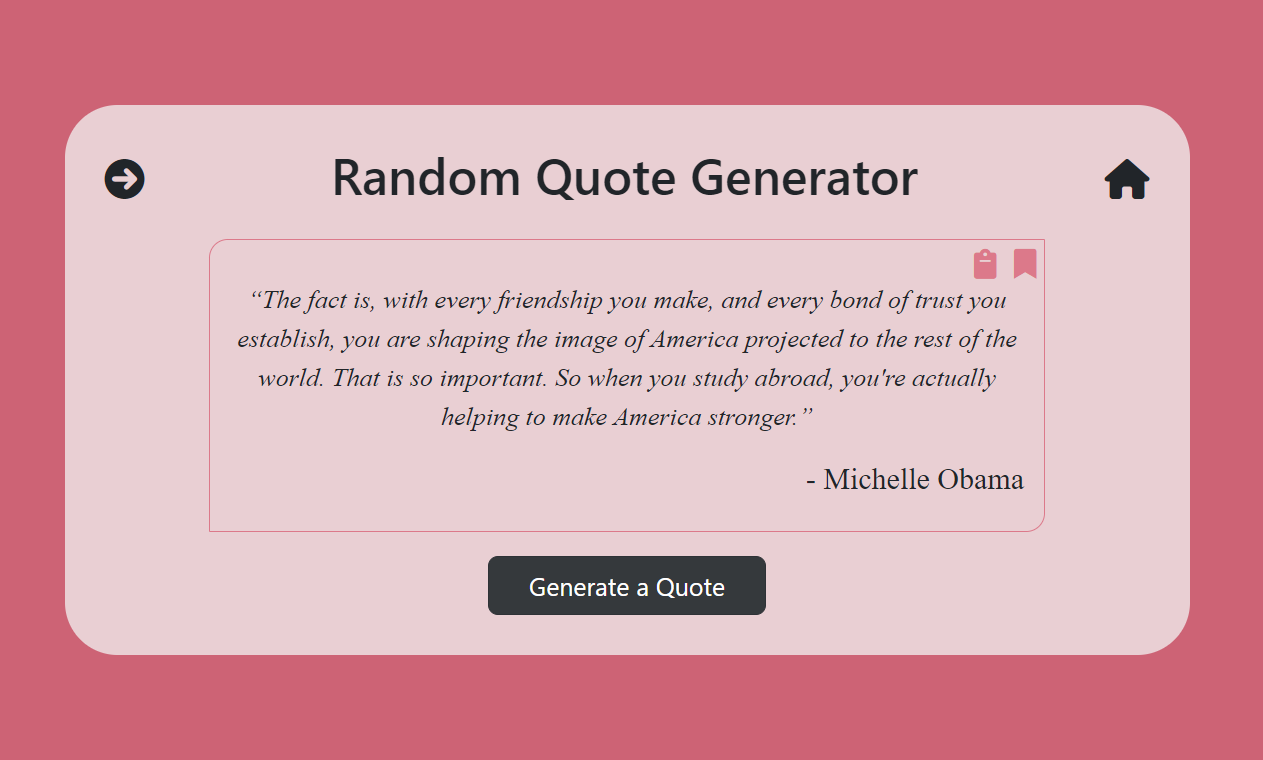 Random Quote Generator
“The fact is, with every friendship you make, and every bond of trust you
establish, you are shaping the image of America projected to the rest of the
world. That is so important. So when you study abroad, you're actually
helping to make America stronger.”
- Michelle Obama
Generate a Quote